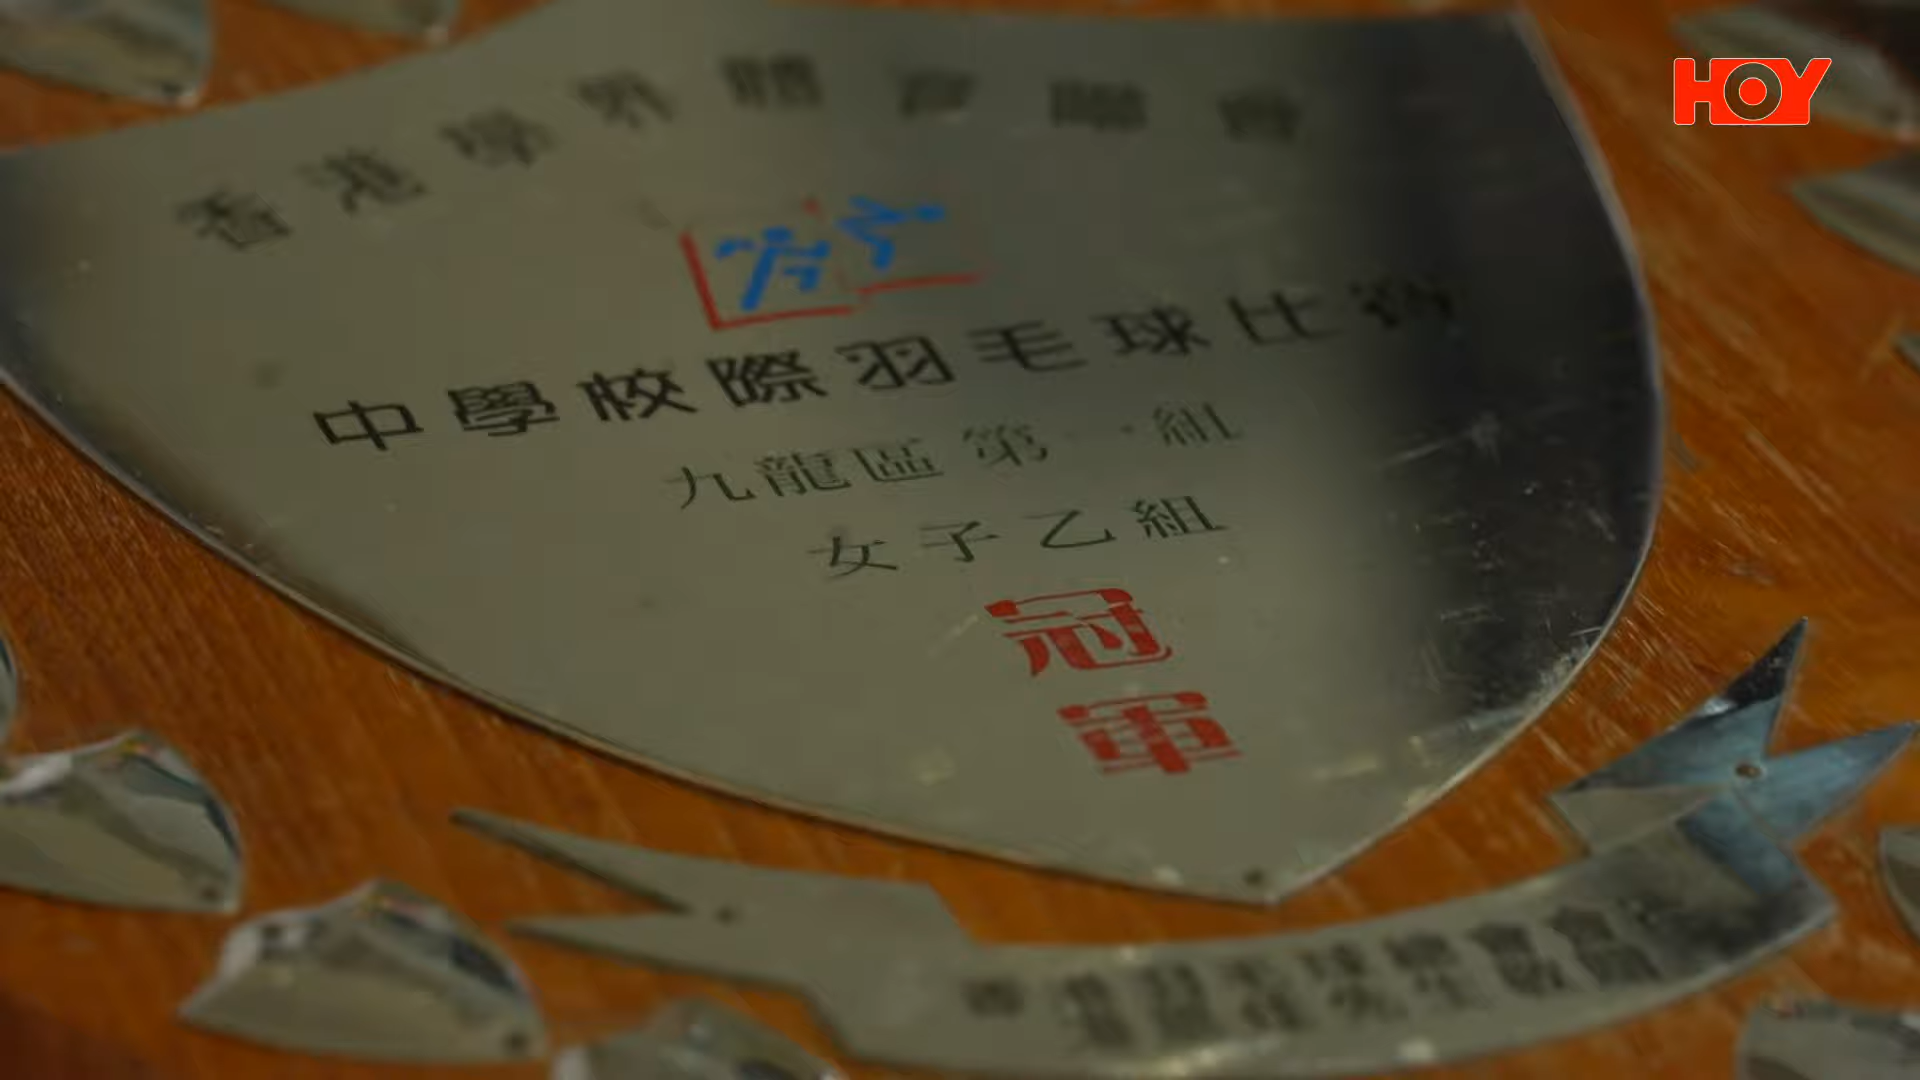 HOY
香港學界體育聯會
中學校際羽毛球比賽
九龍區第一組
女子乙組
冠
軍